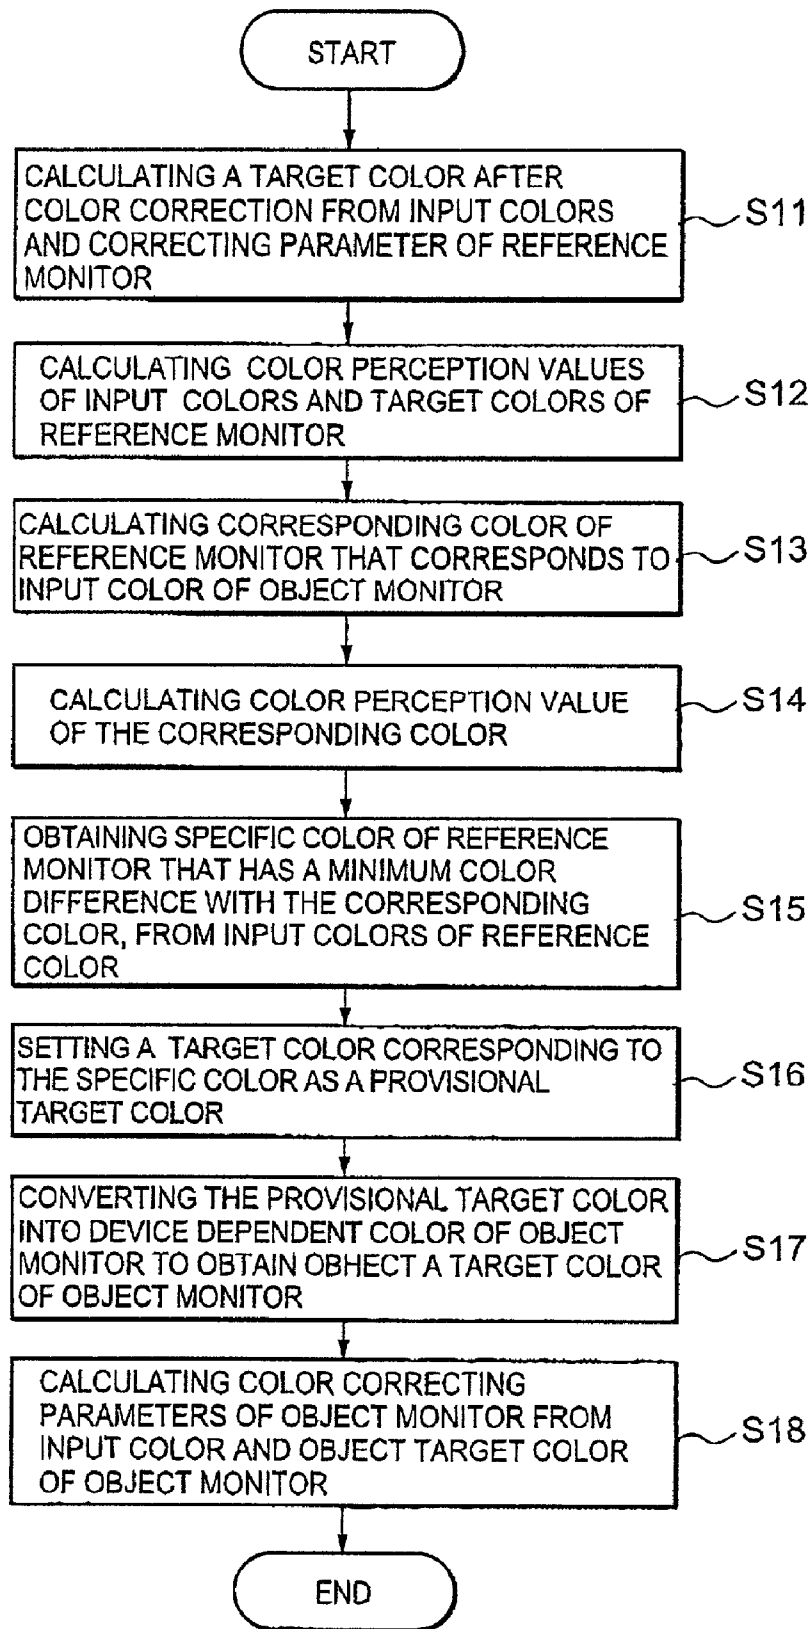 START
CALCULATING A TARGET COLOR AFTER
COLOR CORRECTION FROM INPUT COLORS
AND CORRECTING PARAMETER OF REFERENCE
MONITOR
S11
CALCULATING COLOR PERCEPTION VALUES
OF INPUT COLORS AND TARGET COLORS OF
REFERENCE MONITOR
S12
CALCULATING CORRESPONDING COLOR OF
REFERENCE MONITOR THAT CORRESPONDS TO
INPUT COLOR OF OBJECT MONITOR
S13
CALCULATING COLOR PERCEPTION VALUE
OF THE CORRESPONDING COLOR
S14
OBTAINING SPECIFIC COLOR OF REFERENCE
MONITOR THAT HAS A MINIMUM COLOR
DIFFERENCE WITH THE CORRESPONDING
COLOR, FROM INPUT COLORS OF REFERENCE
COLOR
S15
SETTING A TARGET COLOR CORRESPONDING TO
THE SPECIFIC COLOR AS A PROVISIONAL
TARGET COLOR
S16
CONVERTING THE PROVISIONAL TARGET COLOR
INTO DEVICE DEPENDENT COLOR OF OBJECT
MONITOR TO OBTAIN OBHECT A TARGET COLOR
OF OBJECT MONITOR
S17
CALCULATING COLOR CORRECTING
PARAMETERS OF OBJECT MONITOR FROM
INPUT COLOR AND OBJECT TARGET COLOR
OF OBJECT MONITOR
S18
END